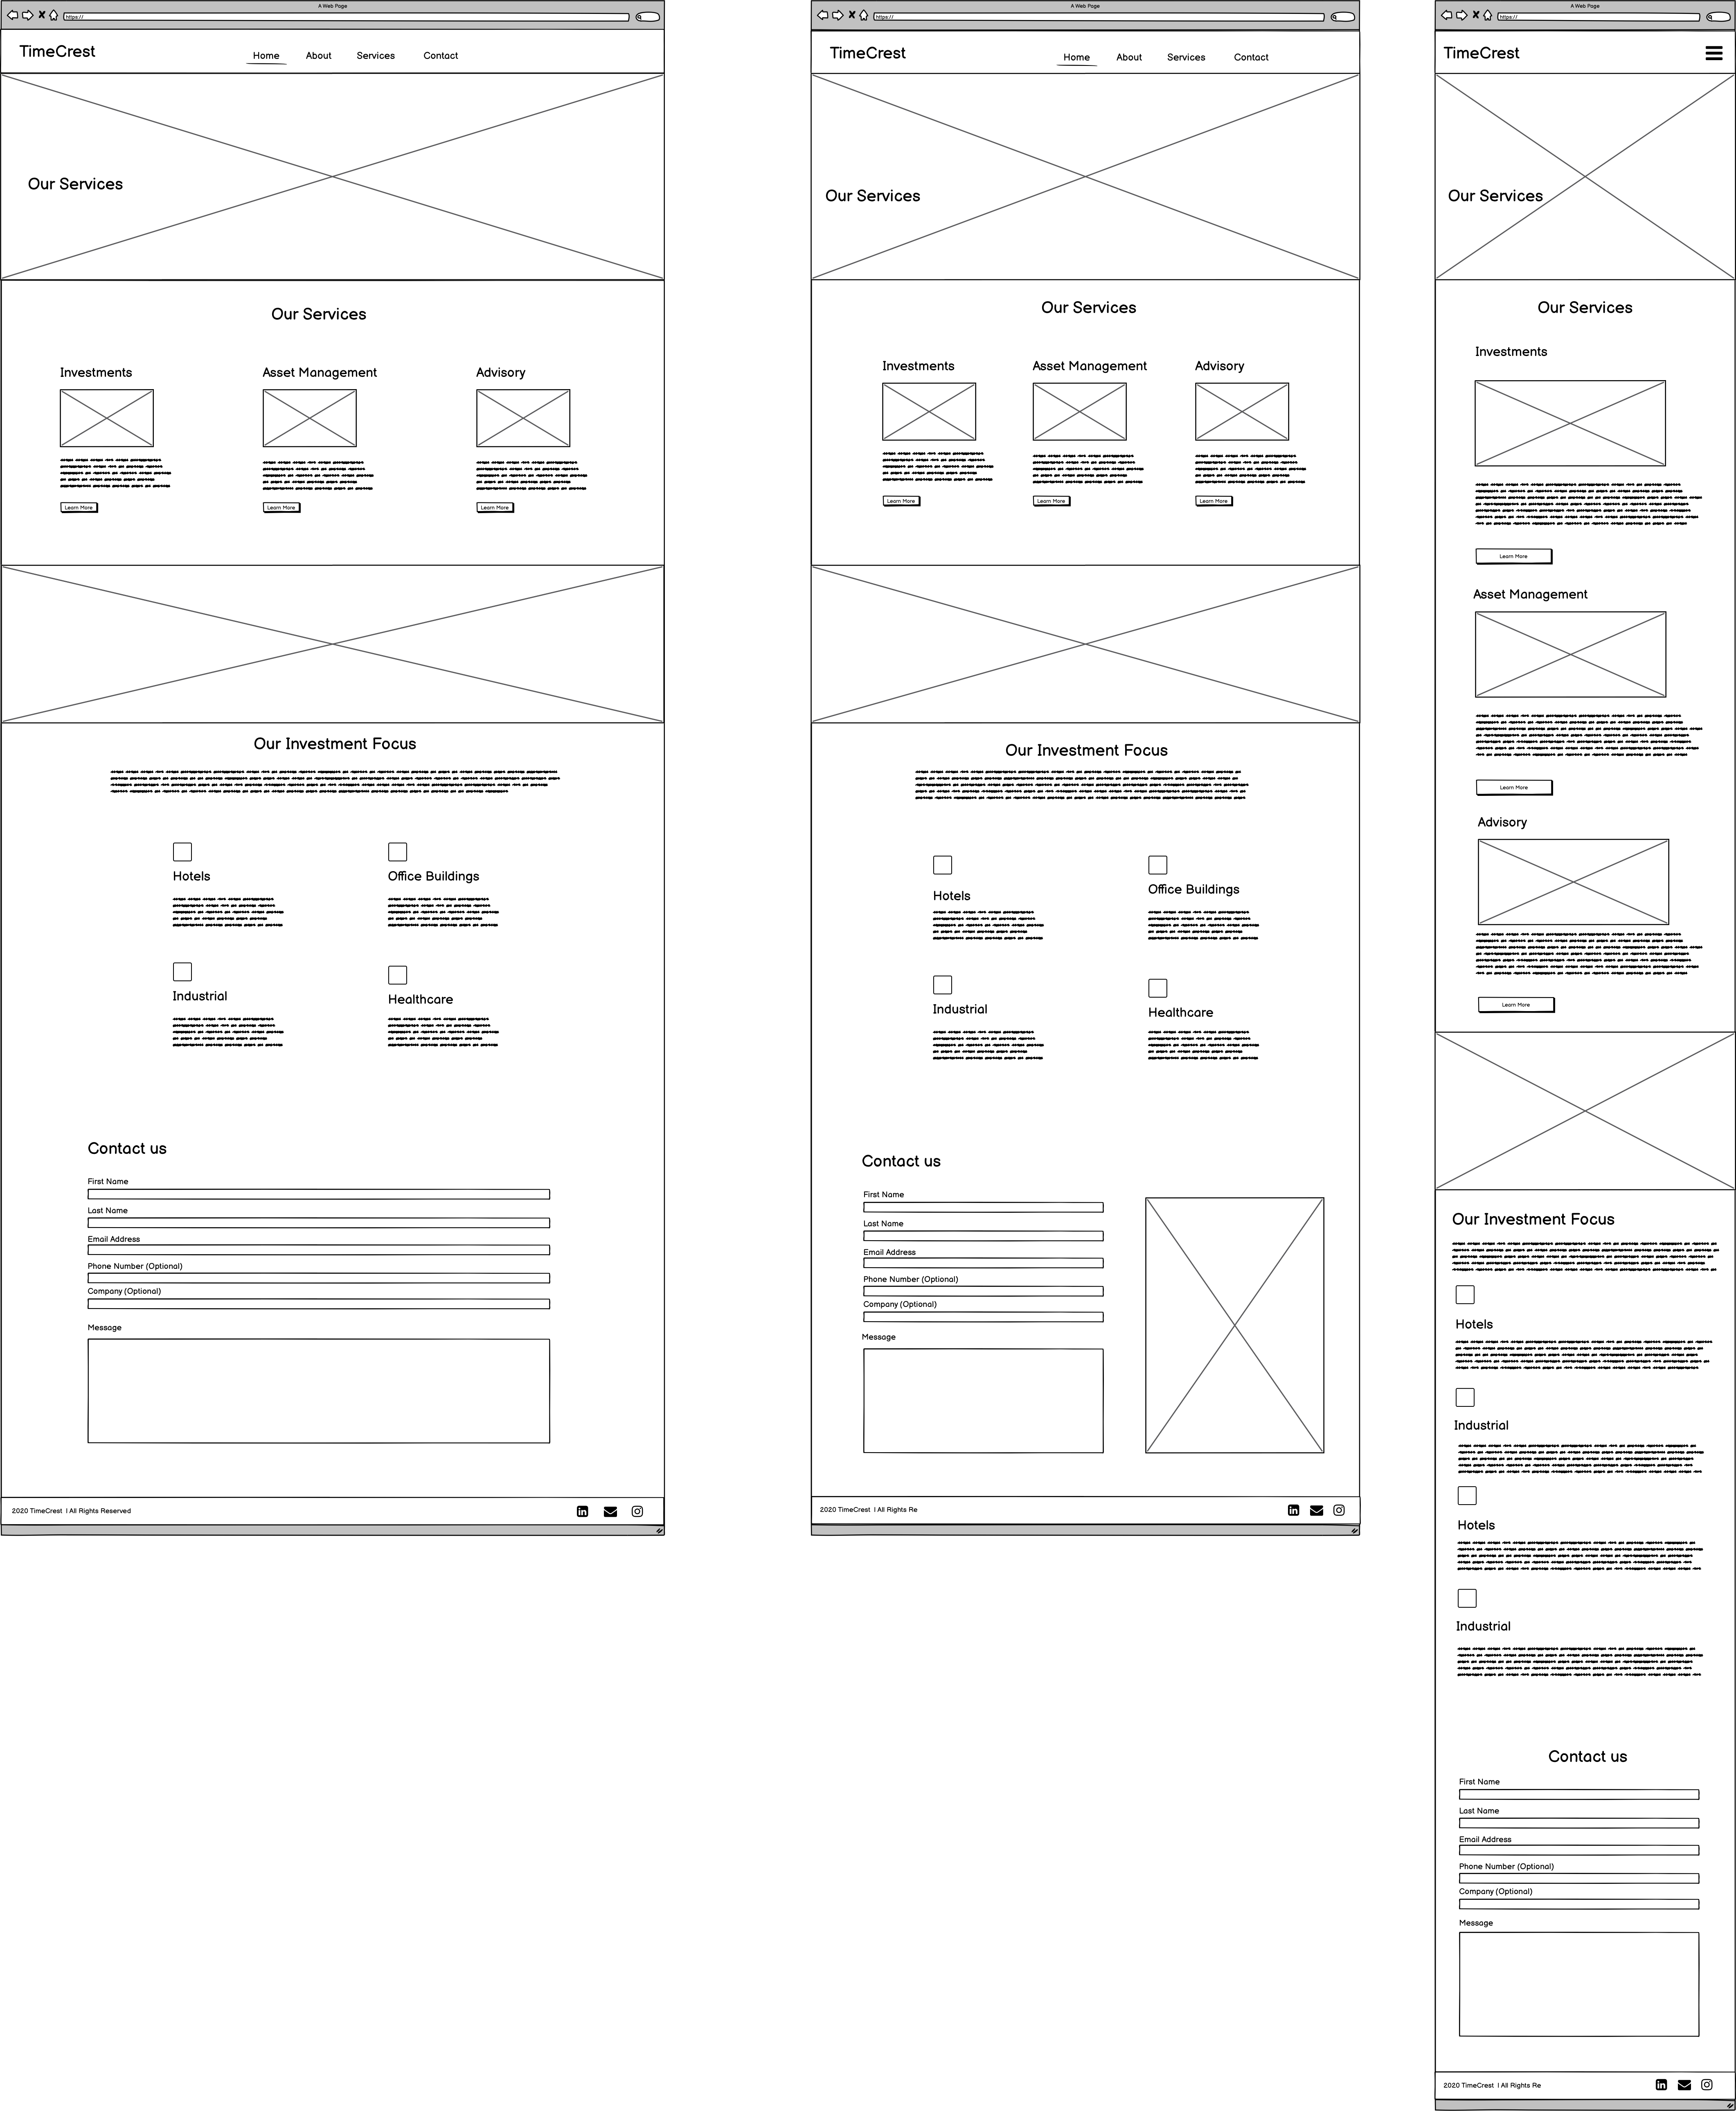 A Web Page
https://
TimeCrest
Home About Services Contact
Our Services
Our Services
Investments Asset Management Advisory
Learn More Learn More Learn More
Our Investment Focus
Hotels Office Buildings
Industrial Healthcare
Contact us
First Name
Last Name
Email Address
Phone Number (Optional)
Company (Optional)
Message
2020 TimeCrest | All Rights Reserved
A Web Page
https://
TimeCrest
Home About Services Contact
Our Services
Our Services
Investments Asset Management Advisory
Learn More Learn More Learn More
Our Investment Focus
Hotels Office Buildings
Industrial Healthcare
Contact us
First Name
Last Name
Email Address
Phone Number (Optional)
Company (Optional)
Message
2020 TimeCrest | All Rights Re
A Web Page
https://
TimeCrest
Our Services
Our Services
Investments
Learn More
Asset Management
Learn More
Advisory
Learn More
Our Investment Focus
Hotels
Industrial
Hotels
Industrial
Contact us
First Name
Last Name
Email Address
Phone Number (Optional)
Company (Optional)
Message
2020 TimeCrest | All Rights Re